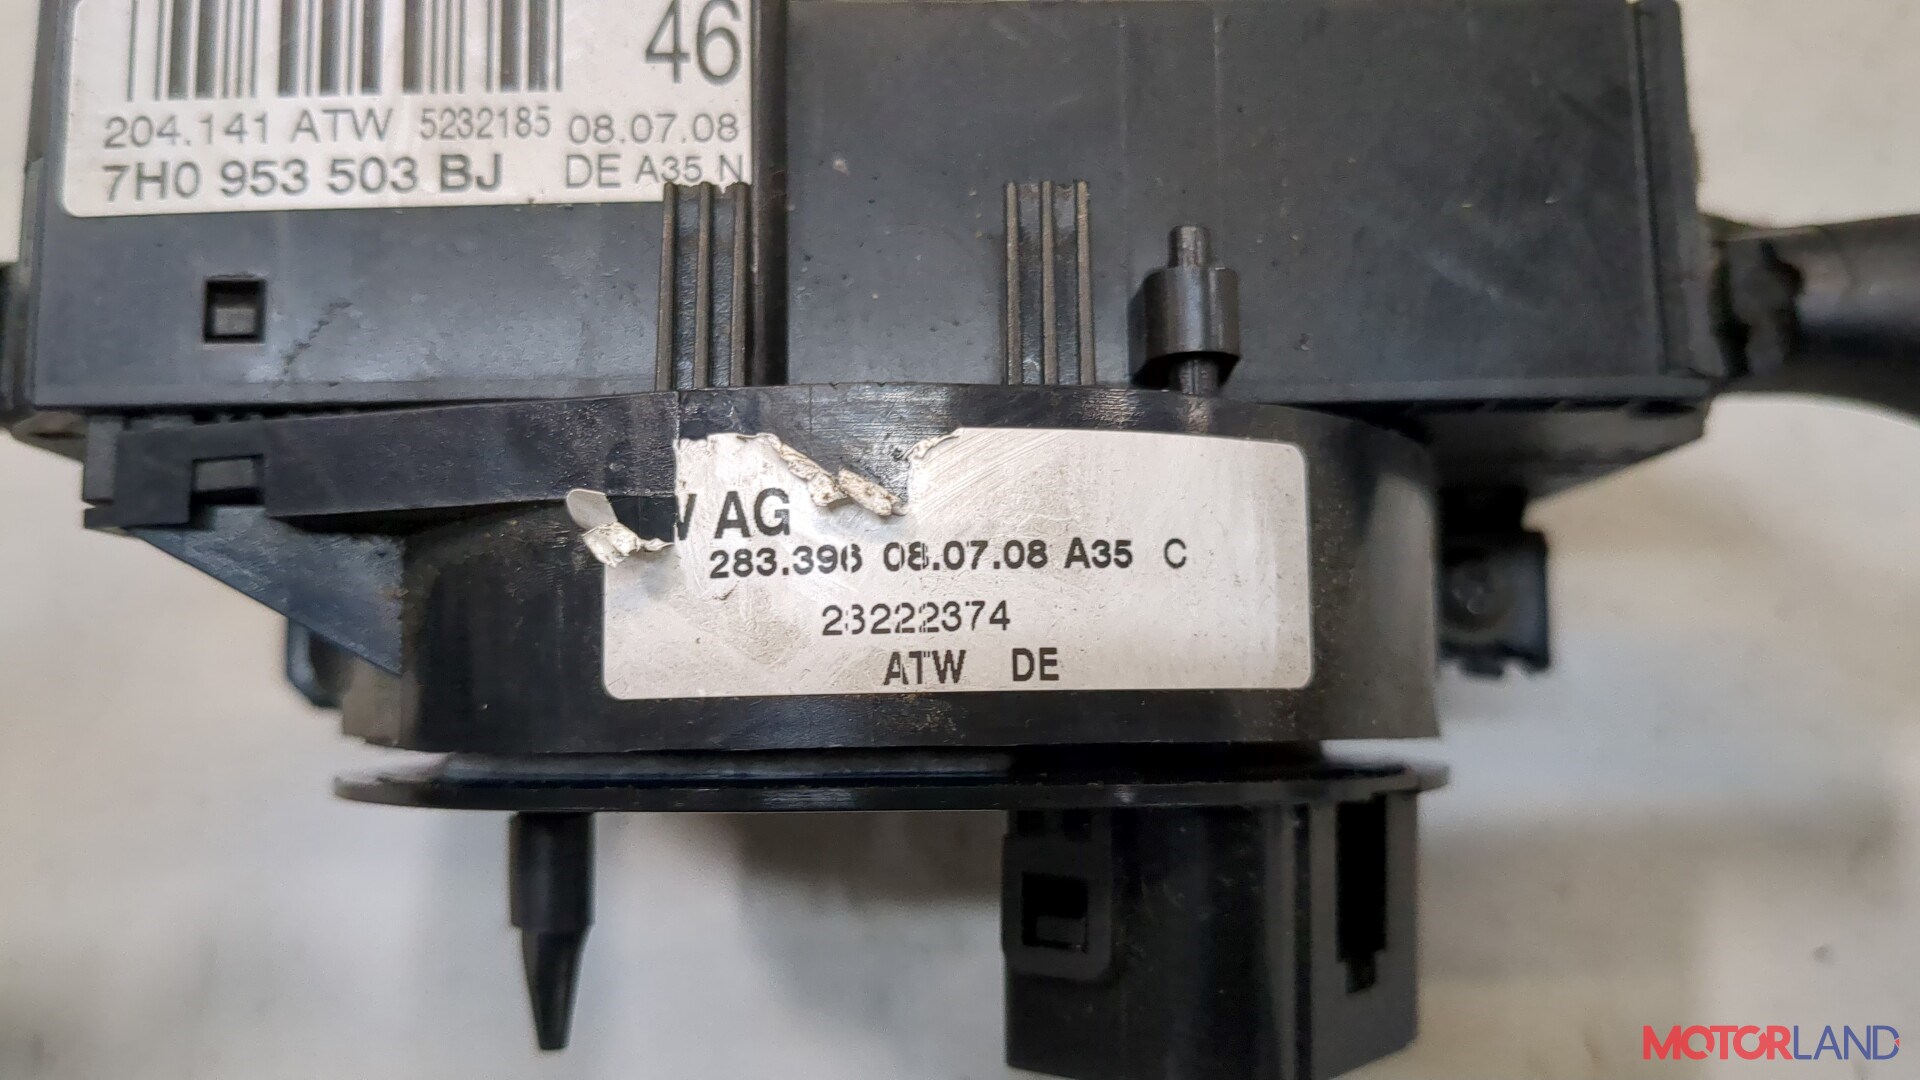 46
204.141 ATW 5232185 08.07.08
7H0 953 503 BJ DE A35 N
AG
283.396 08.07.08 A35 C
23222374
ATW DE
MOTORLAND